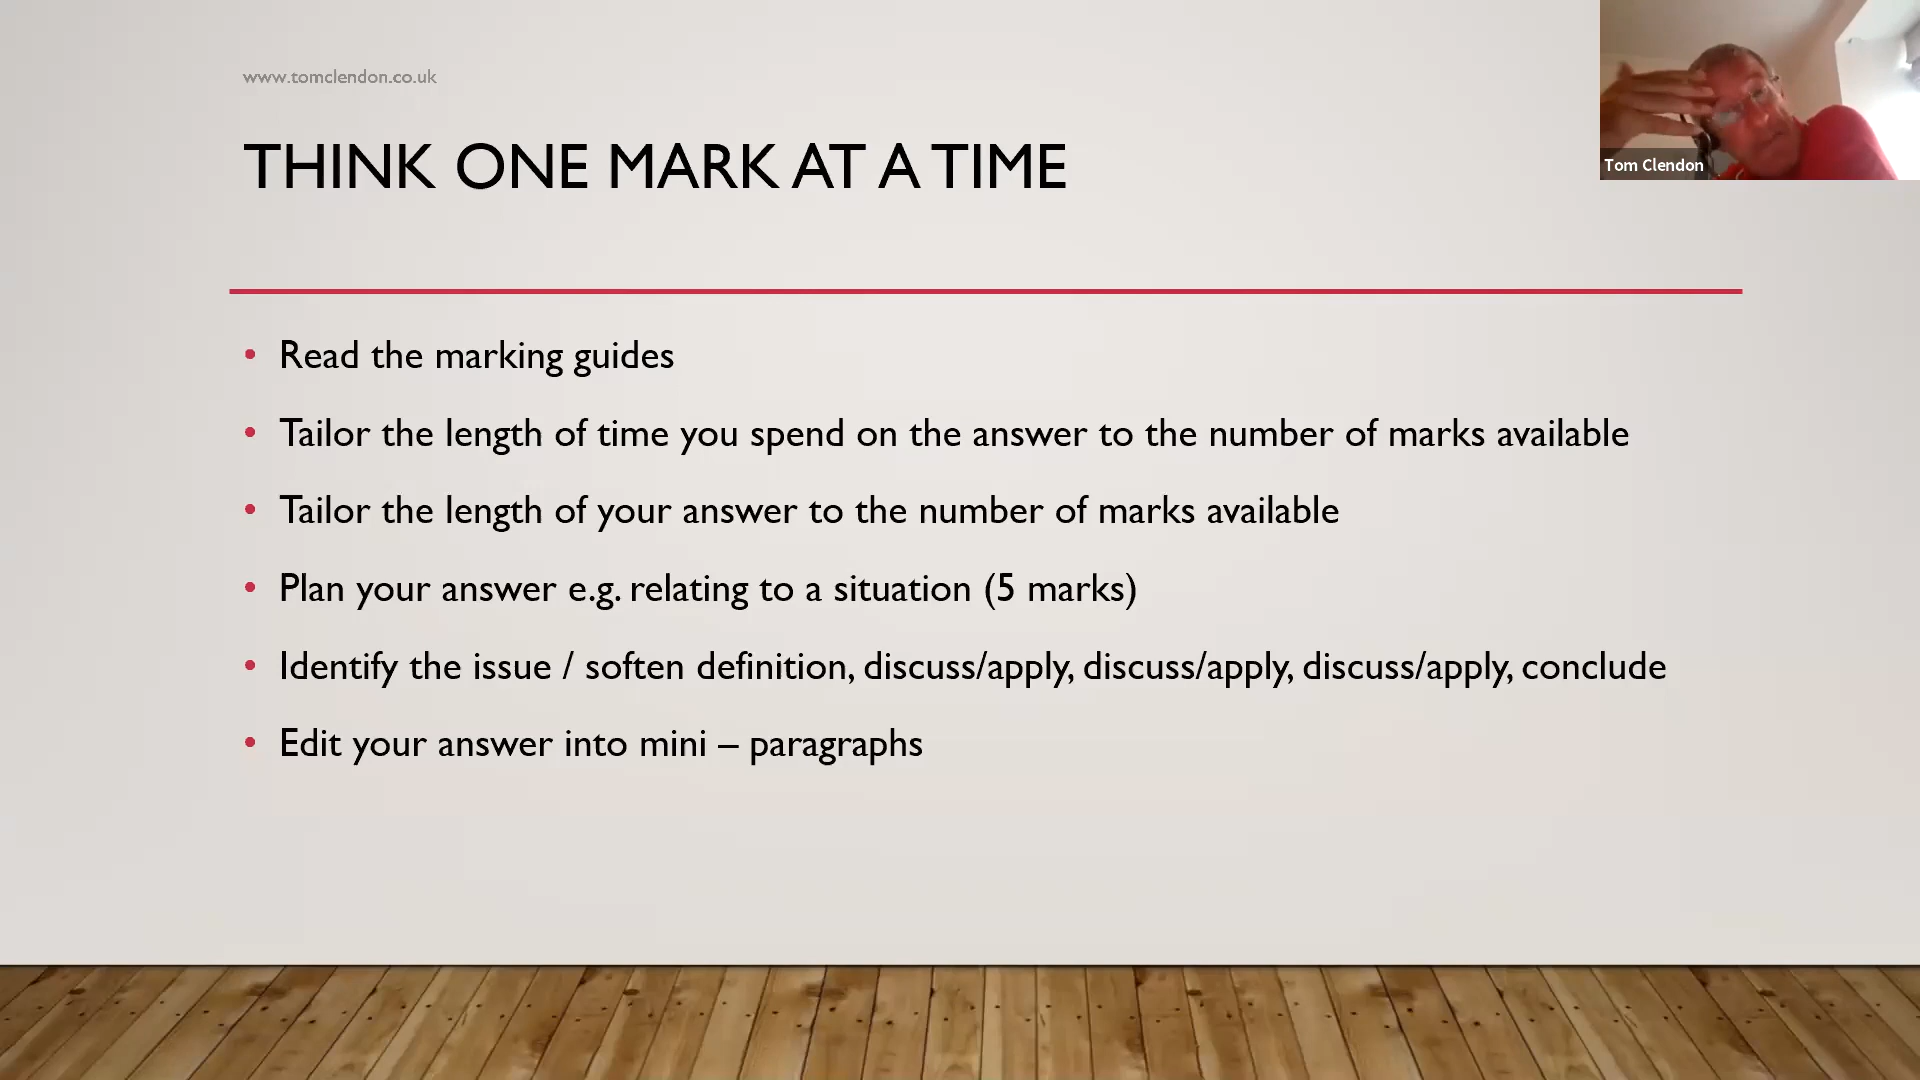 www.tomclendon.co.uk
THINK ONE MARK AT A TIME
Tom Clendon
• Read the marking guides
• Tailor the length of time you spend on the answer to the number of marks available
• Tailor the length of your answer to the number of marks available
• Plan your answer e.g. relating to a situation (5 marks)
• Identify the issue / soften definition, discuss/apply, discuss/apply, discuss/apply, conclude
• Edit your answer into mini – paragraphs